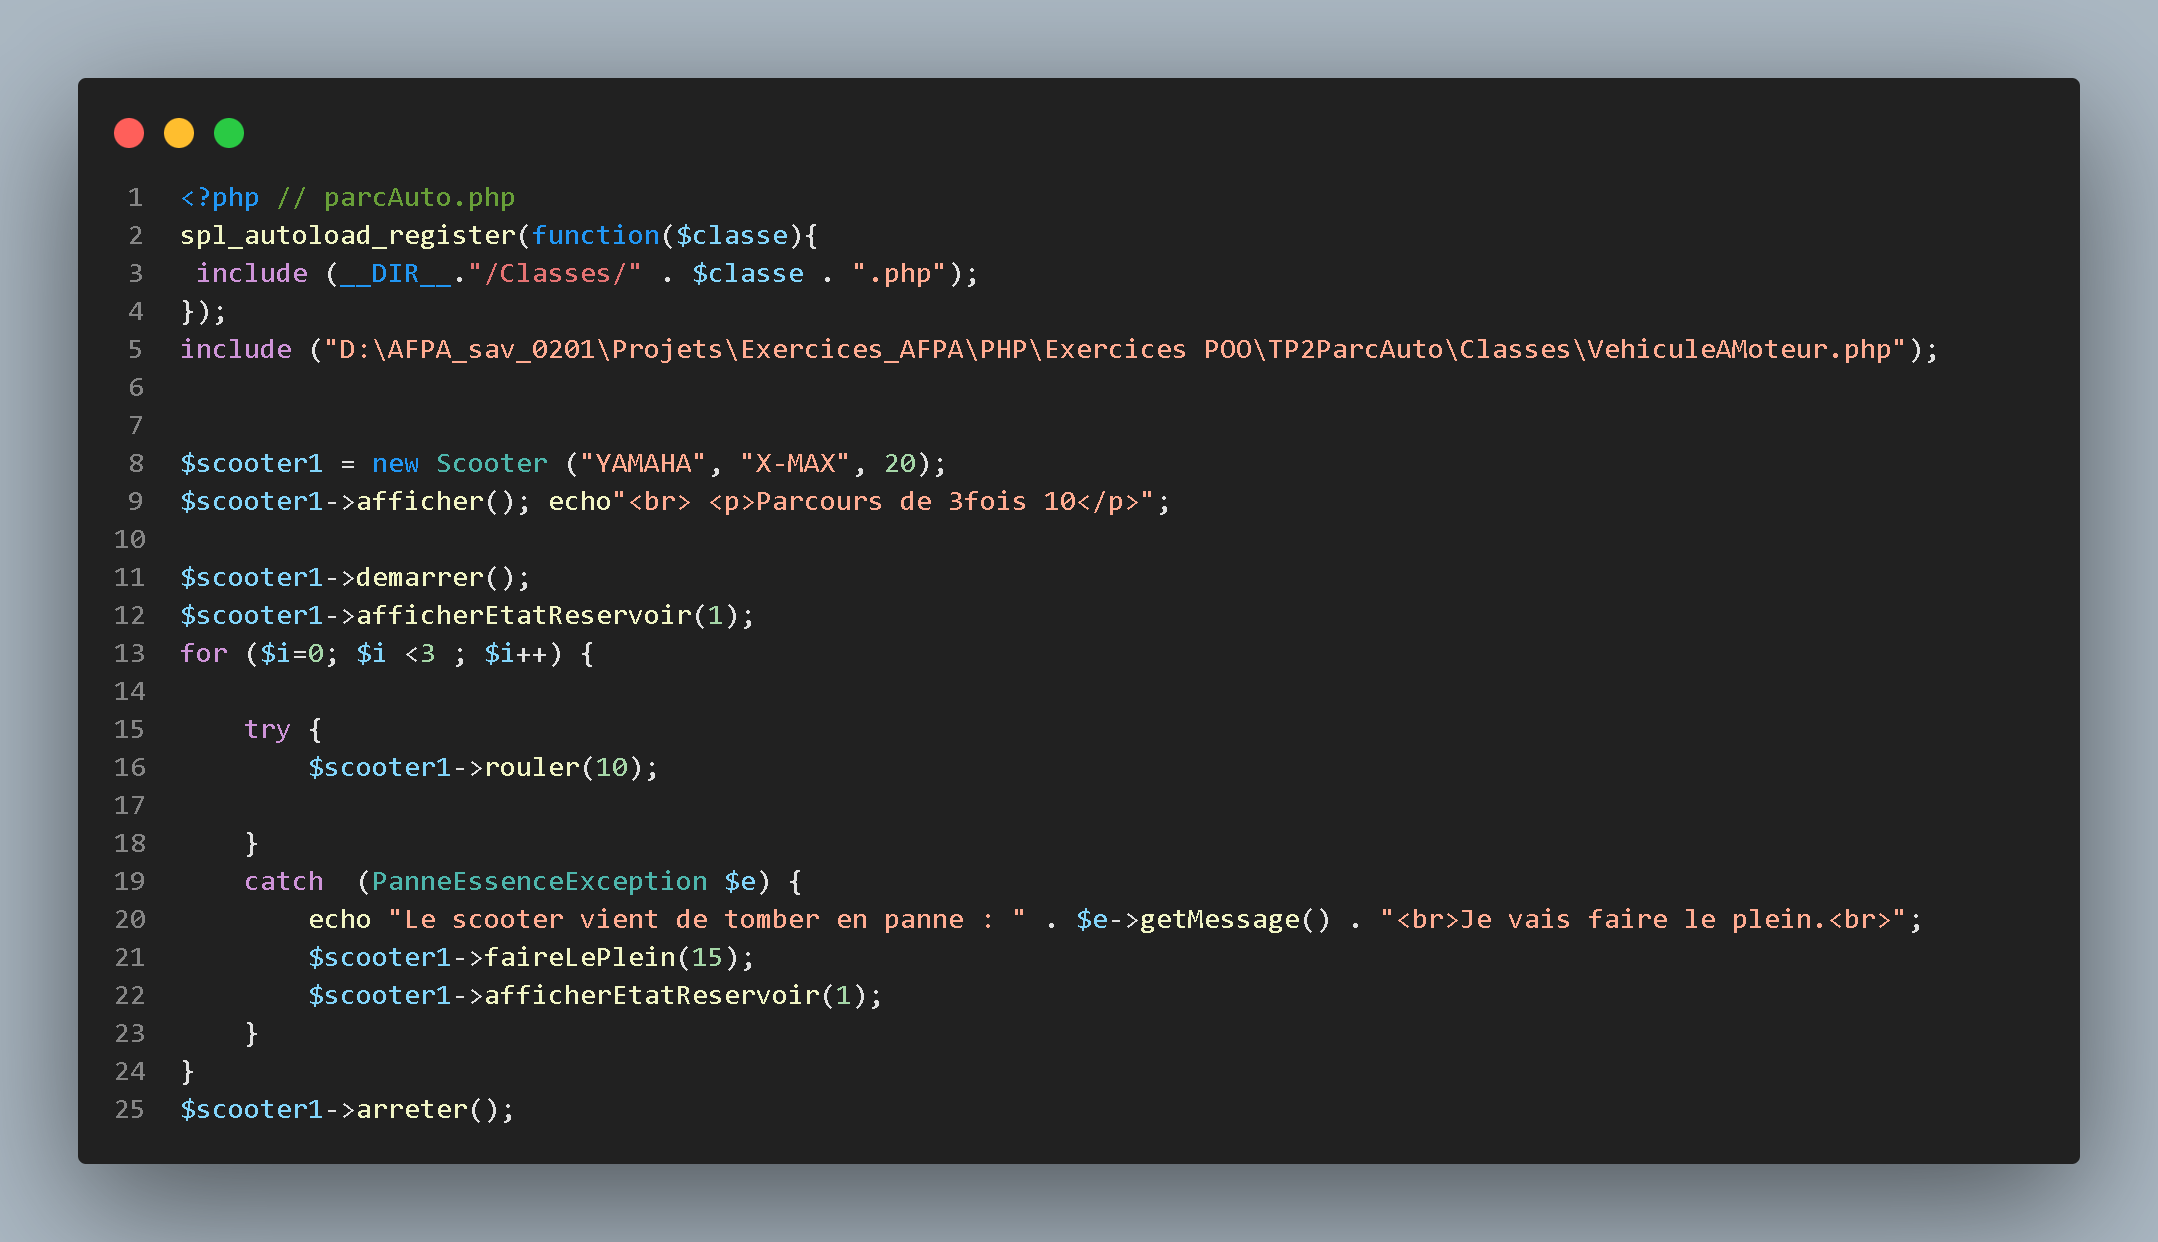 1 <?php // parcAuto.php
2 spl_autoload_register(function($classe){
3  include (__DIR__."/Classes/" . $classe . ".php");
4 });
5 include ("D:\AFPA_sav_0201\Projets\Exercices_AFPA\PHP\Exercices POO\TP2ParcAuto\Classes\VehiculeAMoteur.php");
6
7
8 $scooter1 = new Scooter ("YAMAHA", "X-MAX", 20);
9 $scooter1->afficher(); echo"<br> <p>Parcours de 3fois 10</p>";
10
11 $scooter1->demarrer();
12 $scooter1->afficherEtatReservoir(1);
13 for ($i=0; $i <3 ; $i++) {
14
15     try {
16         $scooter1->rouler(10);
17
18     }
19     catch  (PanneEssenceException $e) {
20         echo "Le scooter vient de tomber en panne : " . $e->getMessage() . "<br>Je vais faire le plein.<br>";
21         $scooter1->faireLePlein(15);
22         $scooter1->afficherEtatReservoir(1);
23     }
24 }
25 $scooter1->arreter();